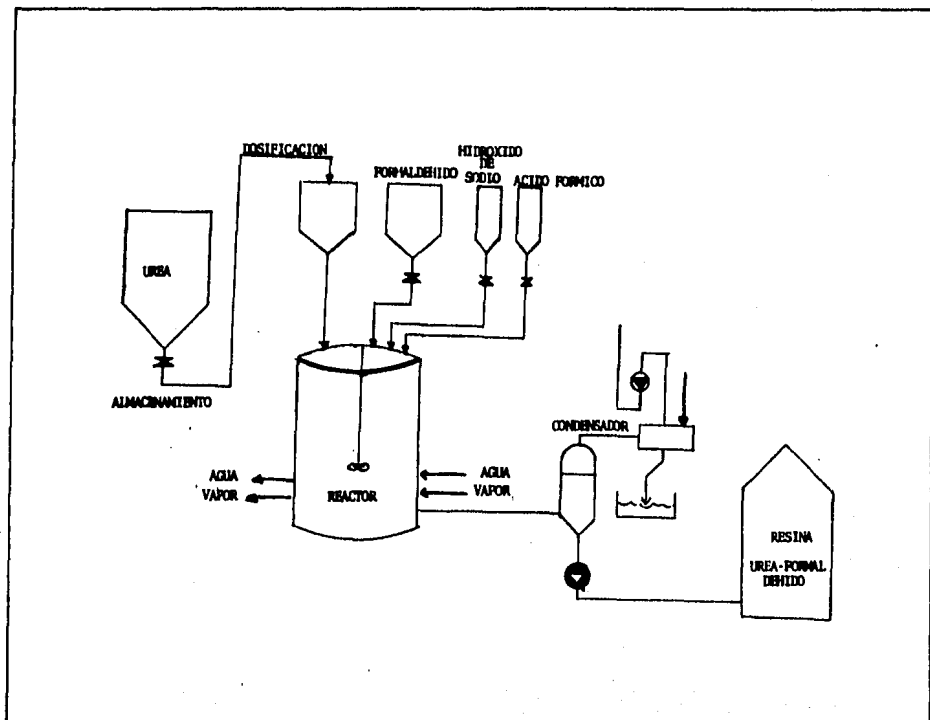 DOSIFICACION
FORMALDEHIDO
HIDROXIDO
DE
SODIO
ACIDO FORMICO
UREA
ALMACENAMIENTO
CONDENSADOR
AGUA
VAPOR
REACTOR
AGUA
VAPOR
RESINA
UREA-FORMAL
DEHIDO